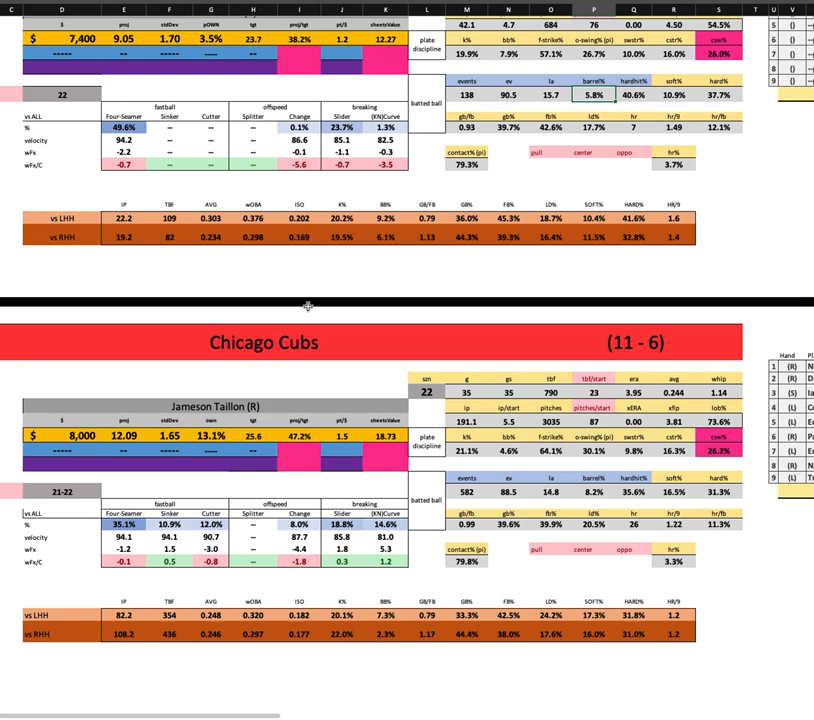 C D E F G H I J K L M N O P Q R S T U V
proj stdDev pOWN tgt proj/tgt pt/$ sheetsValue 42.1 4.7 684 76 0.00 4.50 54.5% 5 ()
$ 7,400 9.05 1.70 3.5% 23.7 38.2% 1.2 12.27 plate discipline k% bb% f-strike% o-swing% (pi) swstr% cstr% csw% 6 ()
----- ----- ----- ----- ----- 19.9% 7.9% 57.1% 26.7% 10.0% 16.0% 26.0% 7 ()
8 ()
events ev la barrel% hardhit% soft% hard% 9 ()
22 138 90.5 15.7 5.8% 40.6% 10.9% 37.7%
fastball offspeed breaking batted ball
vsALL Four-Seamer Sinker Cutter Splitter Change Slider (KN)Curve gb/fb gb% fb% ld% hr hr/9 hr/fb
% 49.6% -- -- -- 0.1% 23.7% 1.3% 0.93 39.7% 42.6% 17.7% 7 1.49 12.1%
velocity 94.2 -- -- -- 86.6 85.1 82.5
wFx -2.2 -- -- -- -0.1 -1.1 -0.3 contact% (pi) pull center oppo hr%
wFx/C -0.7 -- -- -- -5.6 -0.7 -3.5 79.3% 3.7%
IP TBF AVG wOBA ISO K% BB% GB/FB GB% FB% LD% SOFT% HARD% HR/9
vs LHH 22.2 109 0.303 0.376 0.202 20.2% 9.2% 0.79 36.0% 45.3% 18.7% 10.4% 41.6% 1.6
vs RHH 19.2 82 0.234 0.298 0.169 19.5% 6.1% 1.13 44.3% 39.3% 16.4% 11.5% 32.8% 1.4
Chicago Cubs (11 - 6)
Hand
1 (R)
szn g gs tbf tbf/start era avg whip 2 (R)
22 35 35 790 23 3.95 0.244 1.14 3 (S)
Jameson Taillon (R) ip ip/start pitches pitches/start xERA xfip lob% 4 (L)
$ proj stdDev own tgt proj/tgt pt/$ sheetsValue 191.1 5.5 3035 87 0.00 3.81 73.6% 5 (L)
$ 8,000 12.09 1.65 13.1% 25.6 47.2% 1.5 18.73 plate discipline k% bb% f-strike% o-swing% (pi) swstr% cstr% csw% 6 (R)
----- ----- ----- ----- ----- 21.1% 4.6% 64.1% 30.1% 9.8% 16.3% 26.2% 7 (L)
8 (R)
events ev la barrel% hardhit% soft% hard% 9 (L)
21-22 582 88.5 14.8 8.2% 35.6% 16.5% 31.3%
fastball offspeed breaking batted ball
vsALL Four-Seamer Sinker Cutter Splitter Change Slider (KN)Curve gb/fb gb% fb% ld% hr hr/9 hr/fb
% 35.1% 10.9% 12.0% -- 8.0% 18.8% 14.6% 0.99 39.6% 39.9% 20.5% 26 1.22 11.3%
velocity 94.1 94.1 90.7 -- 87.7 85.8 81.0
wFx -1.2 1.5 -3.0 -- -4.4 1.8 5.3 contact% (pi) pull center oppo hr%
wFx/C -0.1 0.5 -0.8 -- -1.8 0.3 1.2 79.8% 3.3%
IP TBF AVG wOBA ISO K% BB% GB/FB GB% FB% LD% SOFT% HARD% HR/9
vs LHH 82.2 354 0.248 0.320 0.182 20.1% 7.3% 0.79 33.3% 42.5% 24.2% 17.3% 31.8% 1.2
vs RHH 108.2 436 0.246 0.297 0.177 22.0% 2.3% 1.17 44.4% 38.0% 17.6% 16.0% 31.0% 1.2